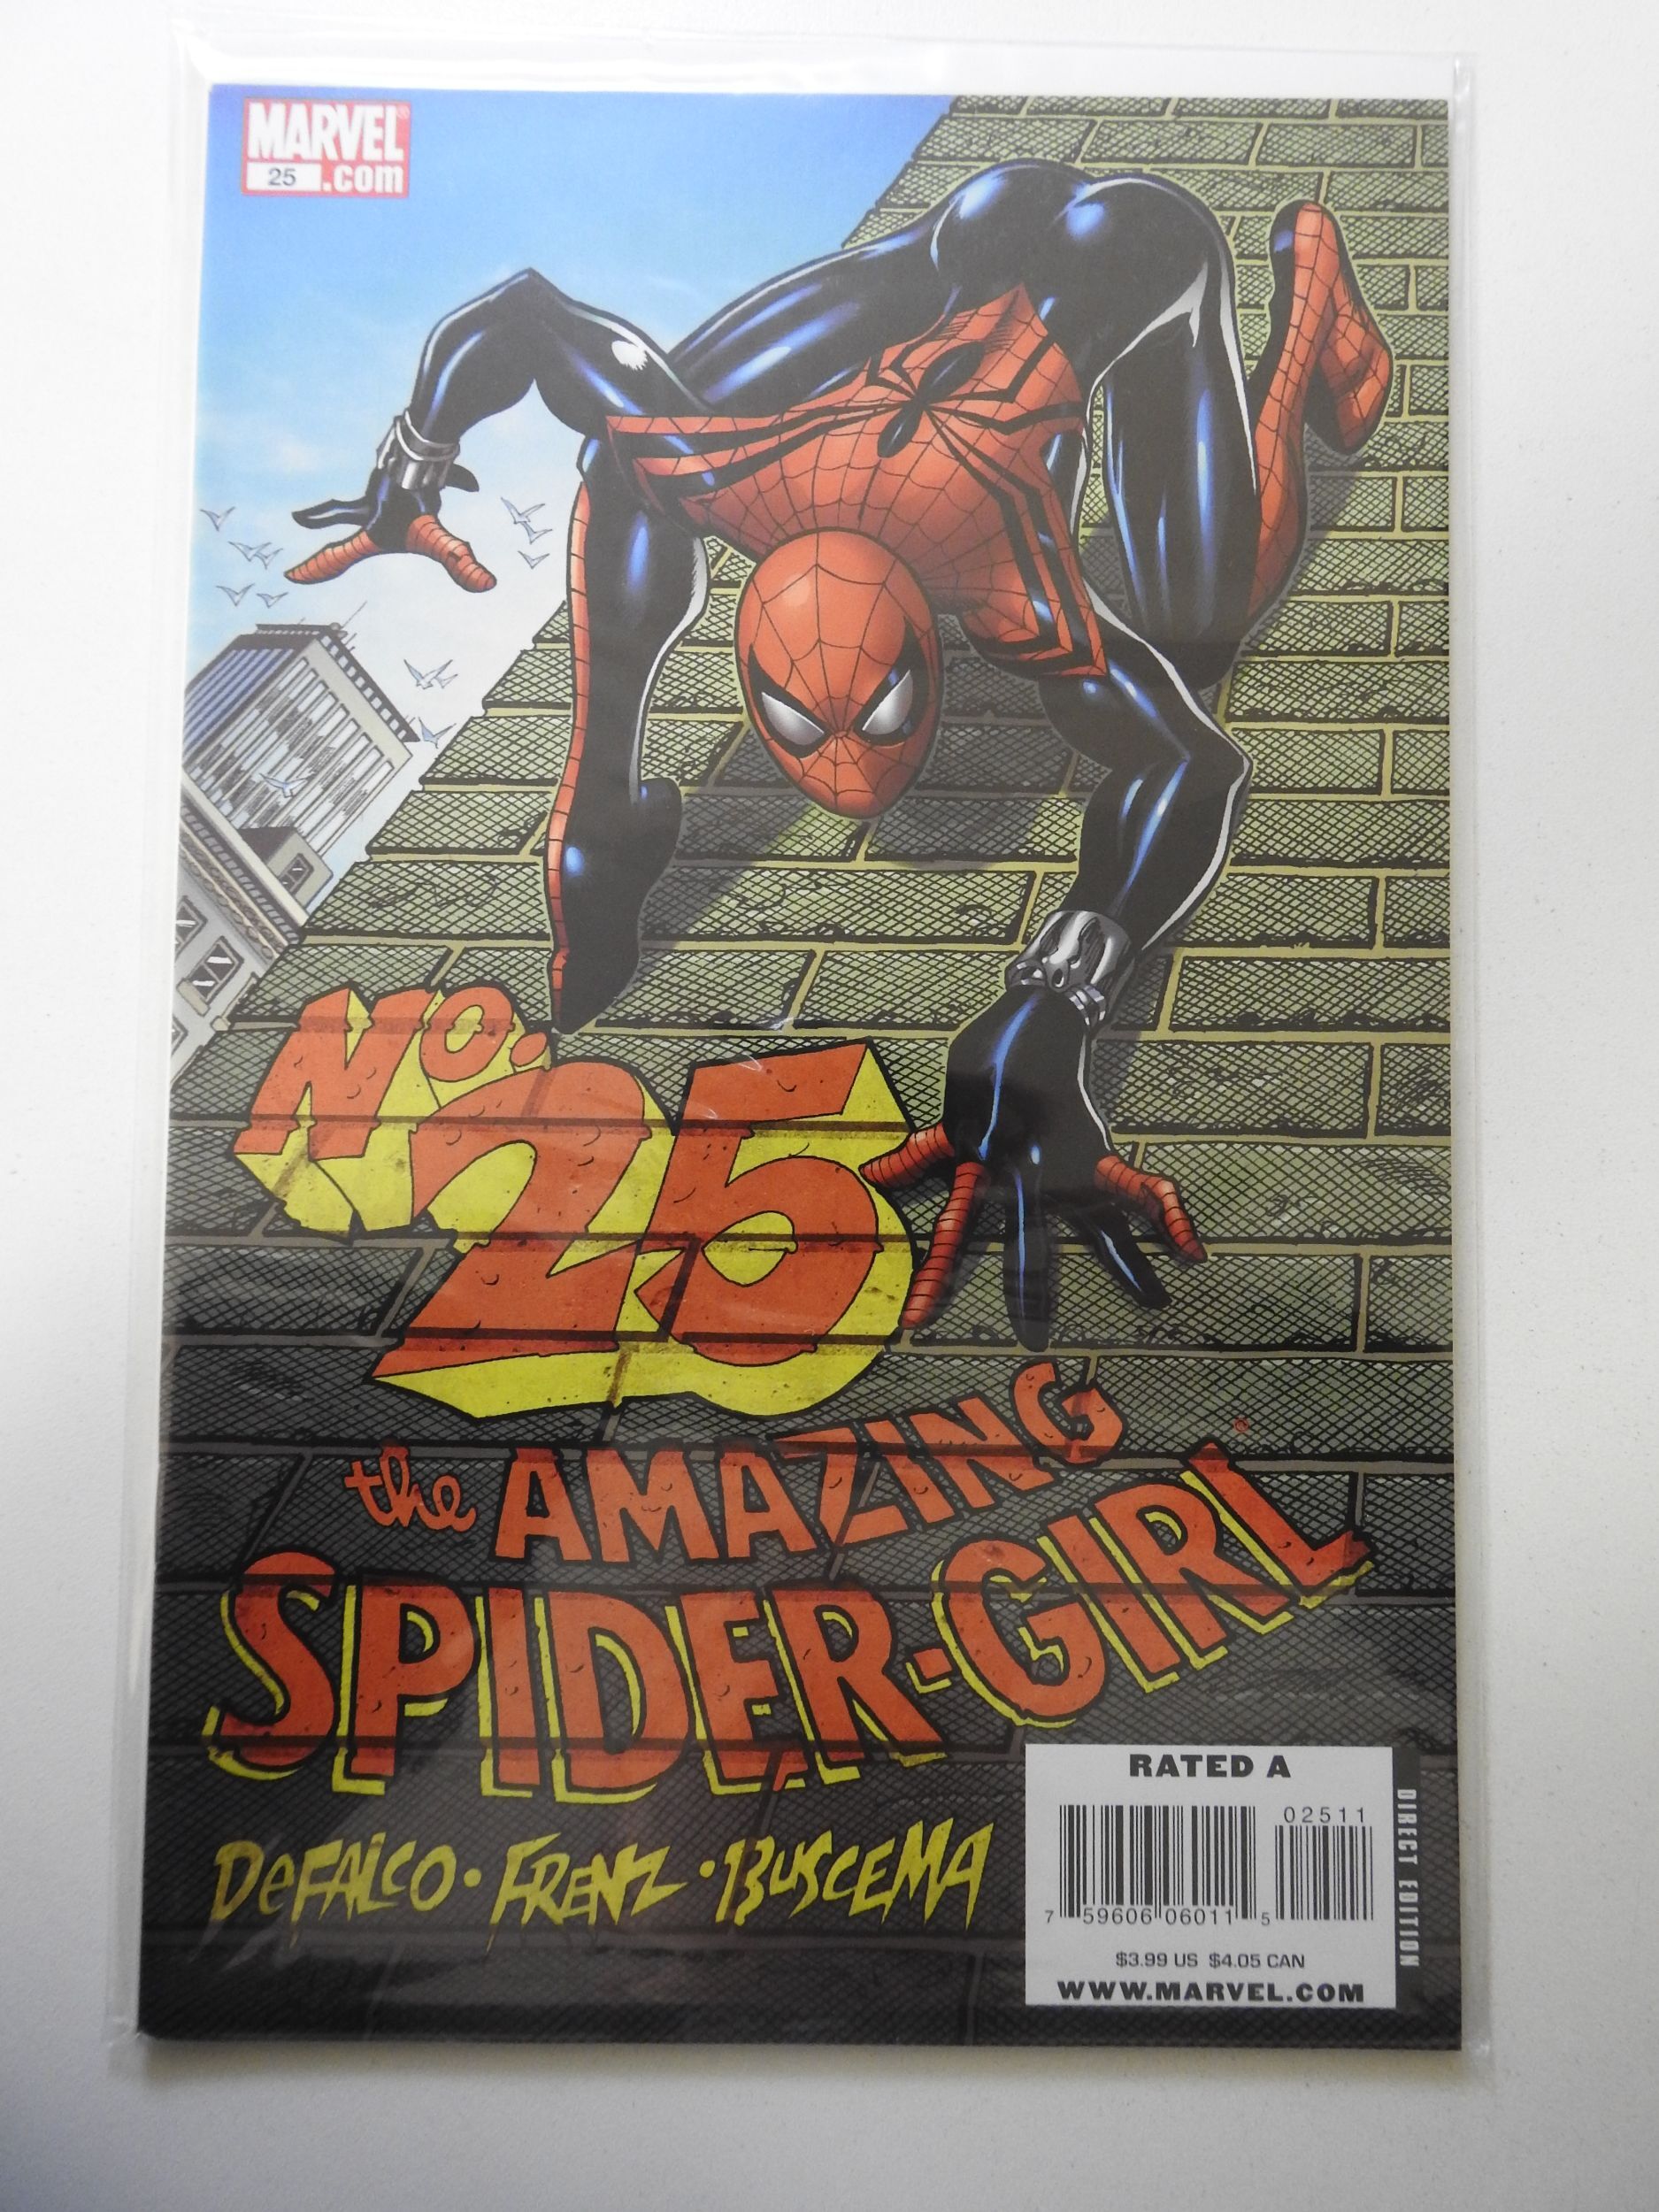 MARVEL®
25 .com
No.
25
the AMAZING
SPIDER-GIRL®
DeFALCO • FRENZ • BUSCEMA
RATED A
02511
7 59606 06011 5
$3.99 US $4.05 CAN
WWW.MARVEL.COM
DIRECT EDITION